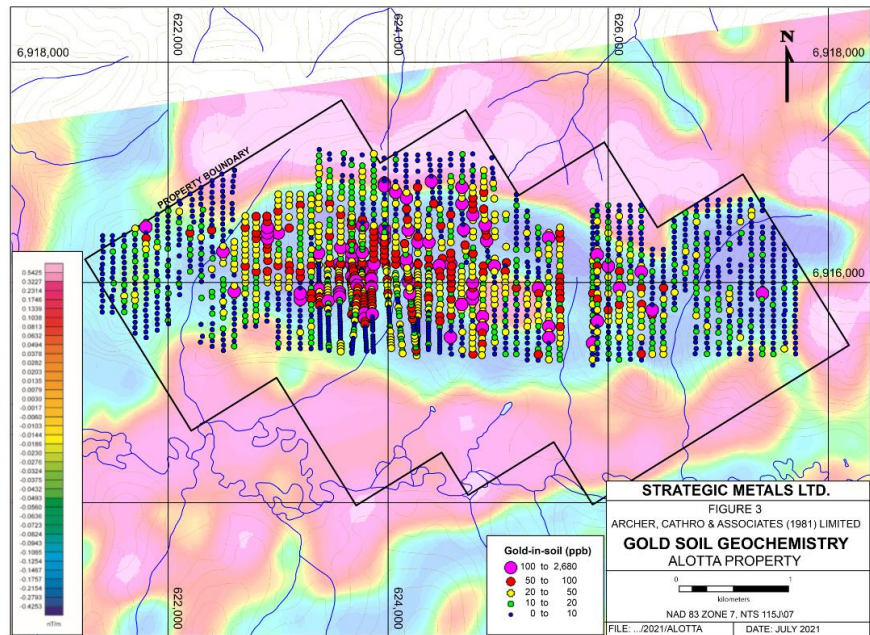 622,000
624,000
626,000
N
6,918,000
6,918,000
PROPERTY BOUNDARY
6,916,000
6,916,000
0.5425
0.3227
0.2314
0.1746
0.1339
0.1038
0.0813
0.0632
0.0494
0.0378
0.0282
0.0203
0.0135
0.0079
0.0030
-0.0017
-0.0060
-0.0103
-0.0144
-0.0186
-0.0230
-0.0276
-0.0324
-0.0375
-0.0432
-0.0493
-0.0560
-0.0636
-0.0723
-0.0824
-0.0943
-0.1085
-0.1254
-0.1467
-0.1757
-0.2154
-0.2793
-0.4253
nT/m
622,000
624,000
Gold-in-soil (ppb)
100 to 2,680
50 to 100
20 to 50
10 to 20
0 to 10
STRATEGIC METALS LTD.
FIGURE 3
ARCHER, CATHRO & ASSOCIATES (1981) LIMITED
GOLD SOIL GEOCHEMISTRY
ALOTTA PROPERTY
0 1
kilometers
NAD 83 ZONE 7, NTS 115J/07
FILE: .../2021/ALOTTA DATE: JULY 2021